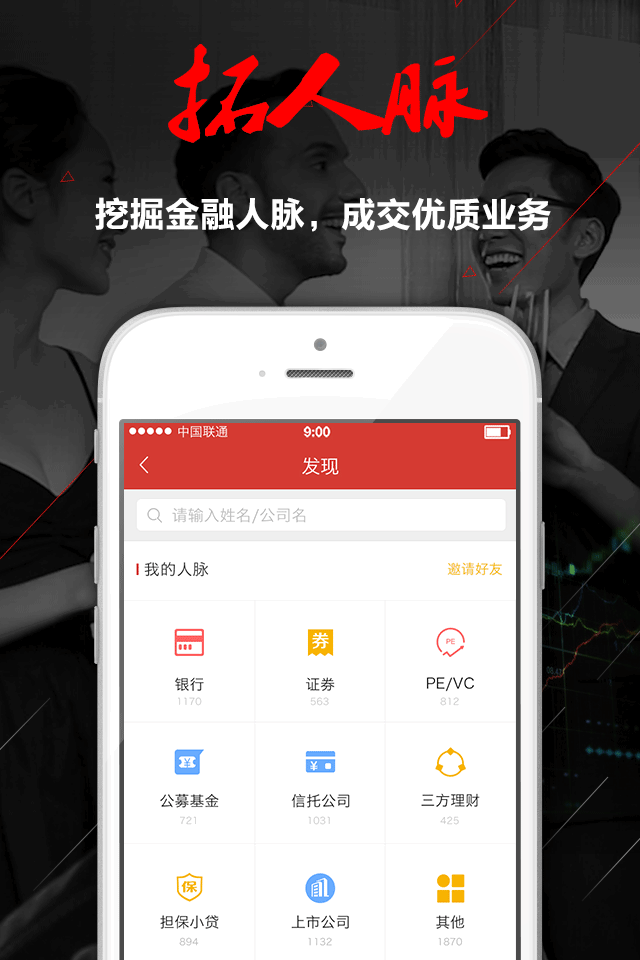 拓人脉
挖掘金融人脉，成交优质业务
中国联通 9:00
发现
请输入姓名/公司名
我的人脉 邀请好友
券 PE
银行 证券 PE/VC
1170 563 812
公募基金 信托公司 三方理财
721 1031 425
保
担保小贷 上市公司 其他
894 1132 1870